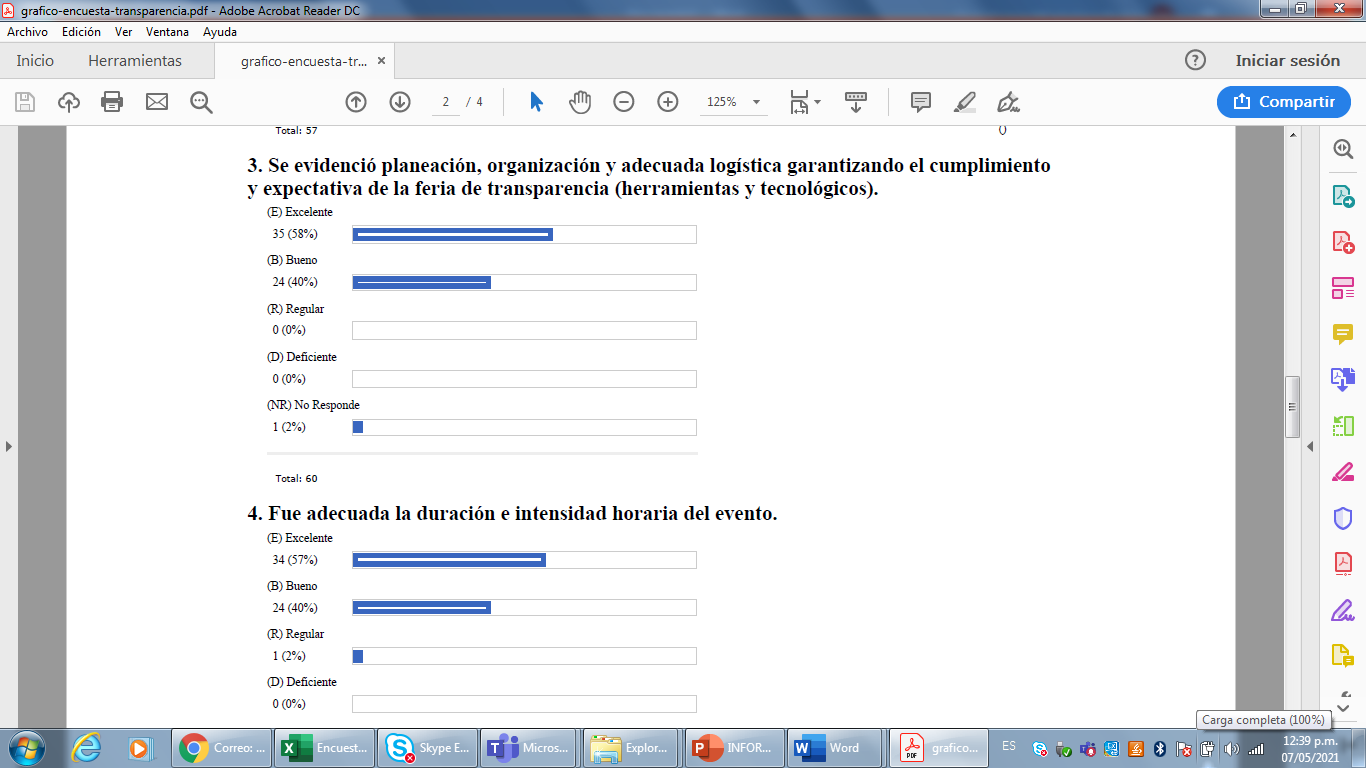 grafico-encuesta-transparencia.pdf - Adobe Acrobat Reader DC
Archivo Edición Ver Ventana Ayuda
Inicio Herramientas grafico-encuesta-tr... × Iniciar sesión
2 / 4 125% Compartir
Total: 57
3. Se evidenció planeación, organización y adecuada logística garantizando el cumplimiento
y expectativa de la feria de transparencia (herramientas y tecnológicos).
(E) Excelente
35 (58%)
(B) Bueno
24 (40%)
(R) Regular
0 (0%)
(D) Deficiente
0 (0%)
(NR) No Responde
1 (2%)
Total: 60
4. Fue adecuada la duración e intensidad horaria del evento.
(E) Excelente
34 (57%)
(B) Bueno
24 (40%)
(R) Regular
1 (2%)
(D) Deficiente
0 (0%)
Carga completa (100%)
Correo: ... Encuest... Skype E... Micros... Explor... INFOR... Word grafico... ES 12:39 p.m.
07/05/2021